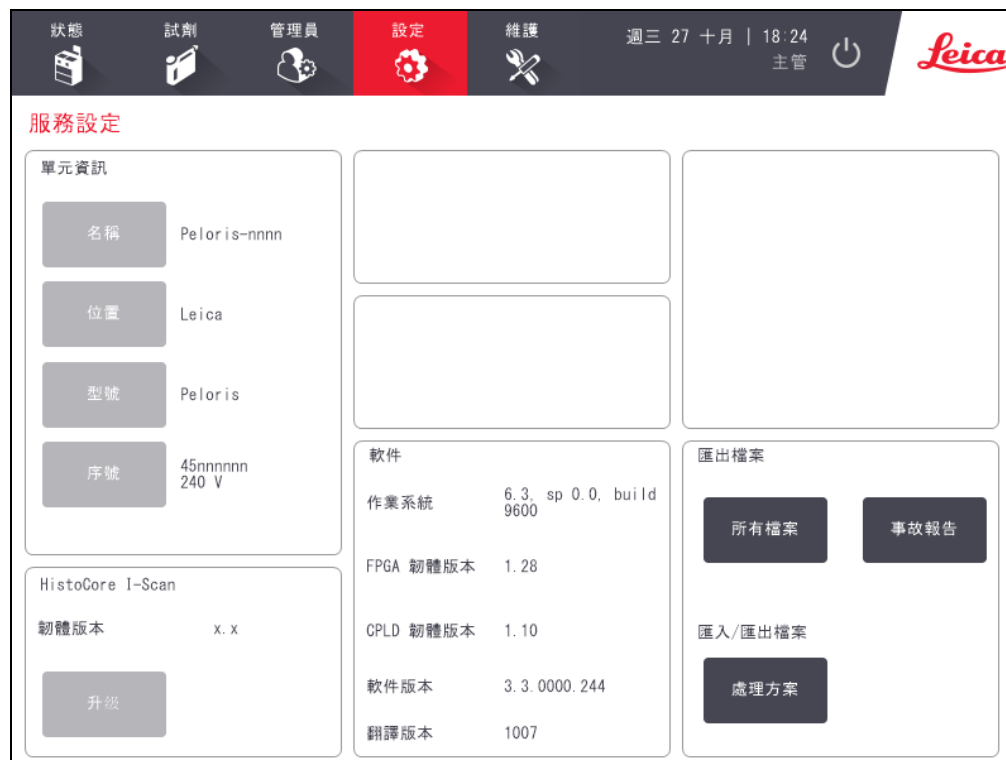 狀態
試劑
管理員
設定
維護
週三 27 十月 | 18:24
主管
Leica
服務設定
單元資訊
名稱
Peloris-nnnn
位置
Leica
型號
Peloris
序號
45nnnnnn
240 V
HistoCore I-Scan
韌體版本
x.x
升级
軟件
作業系統
6.3, sp 0.0, build
9600
FPGA 韌體版本
1.28
CPLD 韌體版本
1.10
軟件版本
3.3.0000.244
翻譯版本
1007
匯出檔案
所有檔案
事故報告
匯入/匯出檔案
處理方案